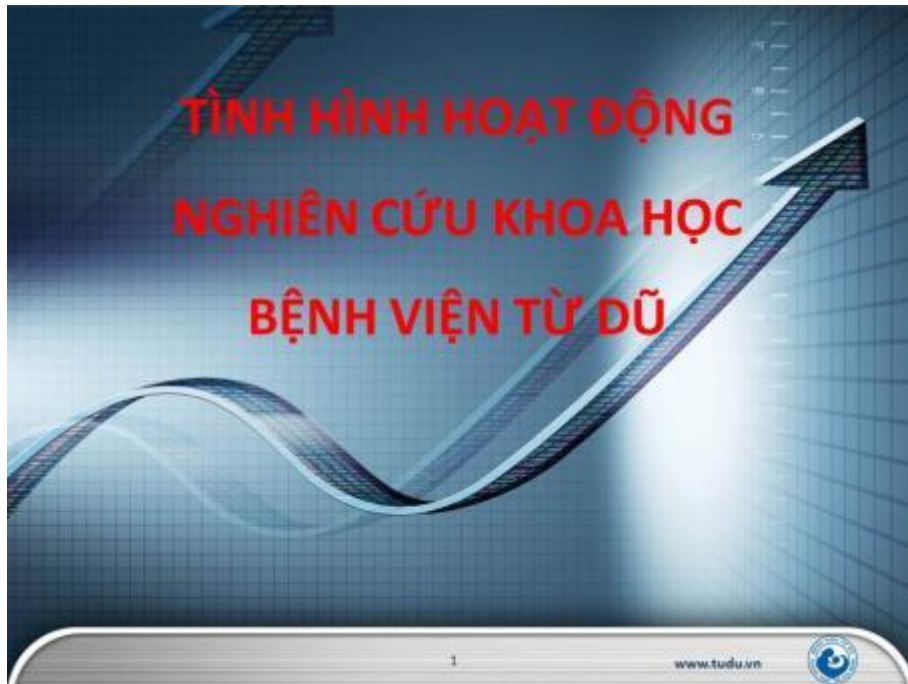 TÌNH HÌNH HOẠT ĐỘNG
NGHIÊN CỨU KHOA HỌC
BỆNH VIỆN TỪ DŨ
1
www.tudu.vn